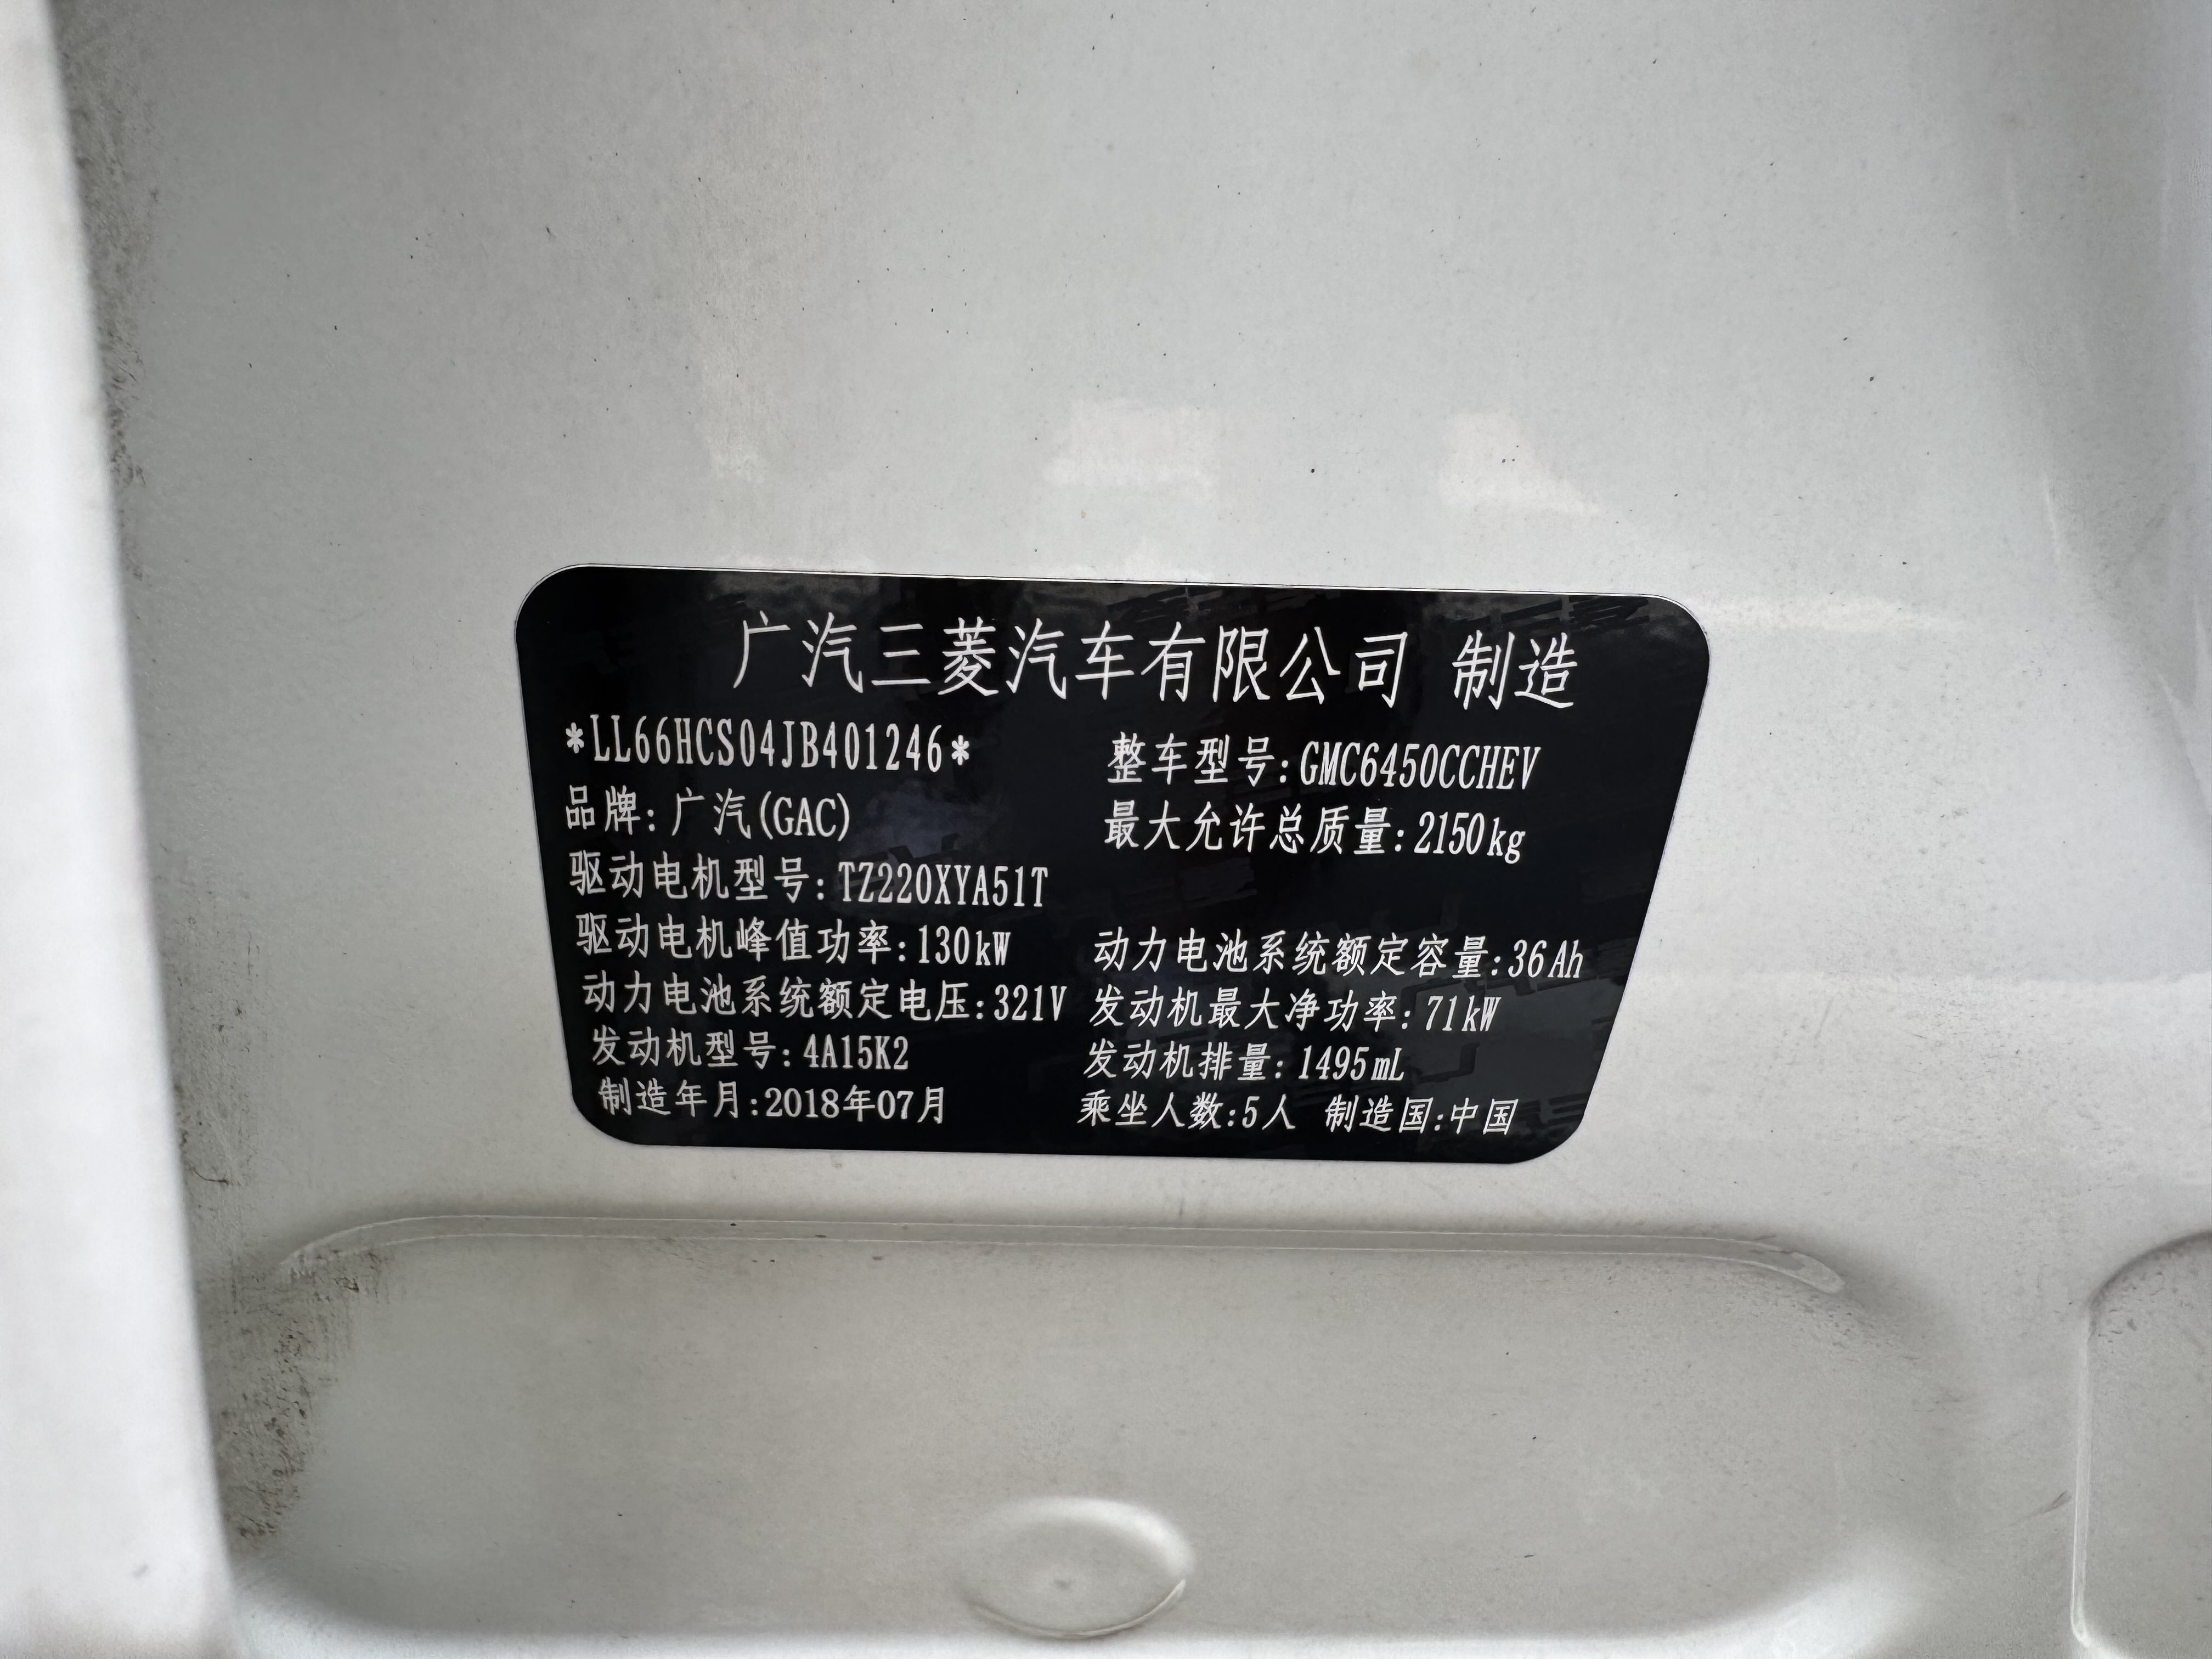 广汽三菱汽车有限公司 制造
*LL66HCS04JB401246* 整车型号:GMC6450CCHEV
品牌:广汽(GAC) 最大允许总质量:2150kg
驱动电机型号:TZ220XYA51T
驱动电机峰值功率:130kW 动力电池系统额定容量:36Ah
动力电池系统额定电压:321V 发动机最大净功率:71kW
发动机型号:4A15K2 发动机排量:1495mL
制造年月:2018年07月 乘坐人数:5人 制造国:中国